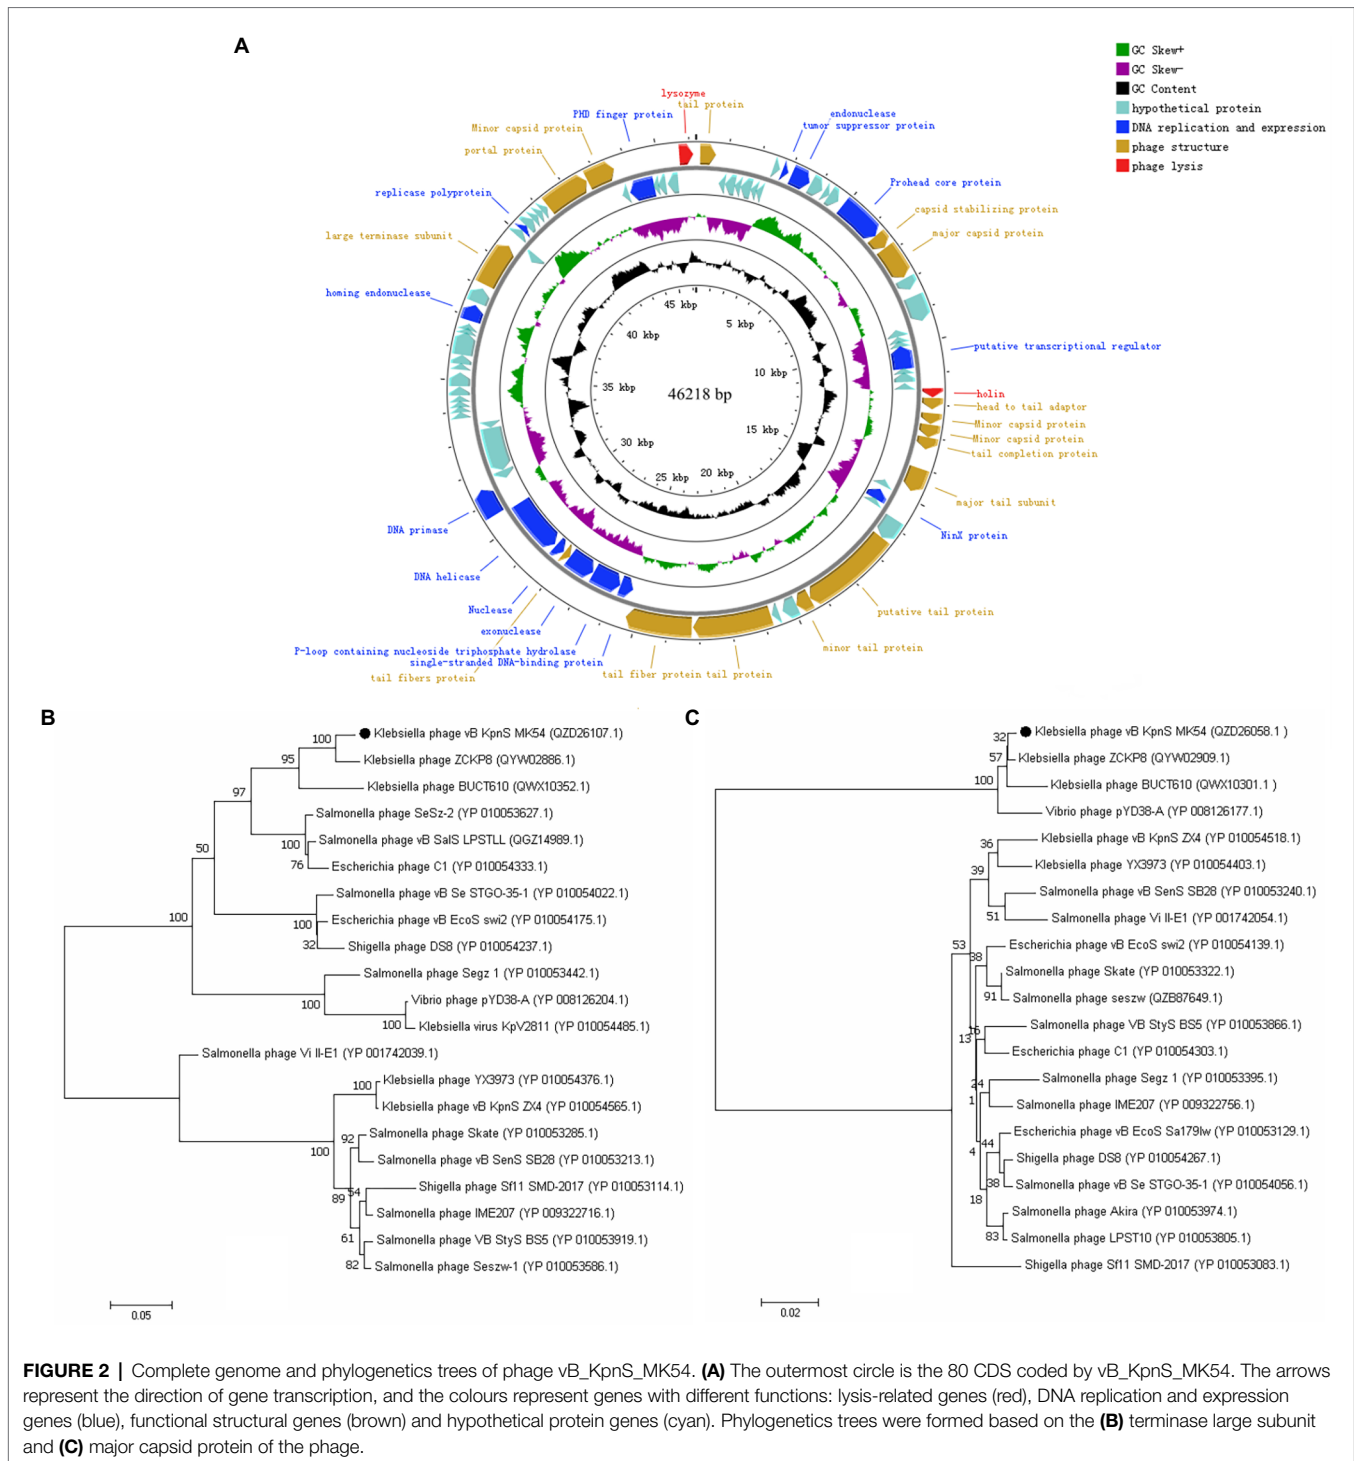 A
GC Skew+
GC Skew-
GC Content
hypothetical protein
DNA replication and expression
phage structure
phage lysis
lysozyme
tail protein
PHD finger protein
endonuclease
tumor suppressor protein
Minor capsid protein
portal protein
replicase polyprotein
Prohead core protein
capsid stabilizing protein
major capsid protein
large terminase subunit
homing endonuclease
putative transcriptional regulator
holin
head to tail adaptor
Minor capsid protein
Minor capsid protein
tail completion protein
major tail subunit
NinX protein
DNA primase
DNA helicase
Nuclease
exonuclease
P-loop containing nucleoside triphosphate hydrolase
single-stranded DNA-binding protein
tail fibers protein
tail fiber protein
tail protein
minor tail protein
putative tail protein
45 kbp
5 kbp
40 kbp
10 kbp
35 kbp
46218 bp
15 kbp
30 kbp
20 kbp
25 kbp
B
100
Klebsiella phage vB KpnS MK54 (QZD26107.1)
95
Klebsiella phage ZCKP8 (QYW02886.1)
Klebsiella phage BUCT610 (QWX10352.1)
97
Salmonella phage SeSz-2 (YP 010053627.1)
100
Salmonella phage vB SalS LPSTLL (QGZ14989.1)
76
Escherichia phage C1 (YP 010054333.1)
50
Salmonella phage vB Se STGO-35-1 (YP 010054022.1)
100
Escherichia phage vB EcoS swi2 (YP 010054175.1)
32
Shigella phage DS8 (YP 010054237.1)
100
Salmonella phage Segz 1 (YP 010053442.1)
100
Vibrio phage pYD38-A (YP 008126204.1)
100
Klebsiella virus KpV2811 (YP 010054485.1)
Salmonella phage Vi II-E1 (YP 001742039.1)
100
Klebsiella phage YX3973 (YP 010054376.1)
Klebsiella phage vB KpnS ZX4 (YP 010054565.1)
100
92
Salmonella phage Skate (YP 010053285.1)
Salmonella phage vB SenS SB28 (YP 010053213.1)
89
54
Shigella phage Sf11 SMD-2017 (YP 010053114.1)
Salmonella phage IME207 (YP 009322716.1)
61
Salmonella phage VB StyS BS5 (YP 010053919.1)
82
Salmonella phage Seszw-1 (YP 010053586.1)
0.05
C
32
Klebsiella phage vB KpnS MK54 (QZD26058.1 )
57
Klebsiella phage ZCKP8 (QYW02909.1)
100
Klebsiella phage BUCT610 (QWX10301.1 )
Vibrio phage pYD38-A (YP 008126177.1)
36
Klebsiella phage vB KpnS ZX4 (YP 010054518.1)
39
Klebsiella phage YX3973 (YP 010054403.1)
Salmonella phage vB SenS SB28 (YP 010053240.1)
51
Salmonella phage Vi II-E1 (YP 001742054.1)
53
38
Escherichia phage vB EcoS swi2 (YP 010054139.1)
Salmonella phage Skate (YP 010053322.1)
91
Salmonella phage seszw (QZB87649.1)
16
13
Salmonella phage VB StyS BS5 (YP 010053866.1)
Escherichia phage C1 (YP 010054303.1)
24
1
Salmonella phage Segz 1 (YP 010053395.1)
Salmonella phage IME207 (YP 009322756.1)
44
4
Escherichia phage vB EcoS Sa179lw (YP 010053129.1)
Shigella phage DS8 (YP 010054267.1)
38
Salmonella phage vB Se STGO-35-1 (YP 010054056.1)
18
Salmonella phage Akira (YP 010053974.1)
83
Salmonella phage LPST10 (YP 010053805.1)
Shigella phage Sf11 SMD-2017 (YP 010053083.1)
0.02
FIGURE 2 | Complete genome and phylogenetics trees of phage vB_KpnS_MK54. (A) The outermost circle is the 80 CDS coded by vB_KpnS_MK54. The arrows
represent the direction of gene transcription, and the colours represent genes with different functions: lysis-related genes (red), DNA replication and expression
genes (blue), functional structural genes (brown) and hypothetical protein genes (cyan). Phylogenetics trees were formed based on the (B) terminase large subunit
and (C) major capsid protein of the phage.